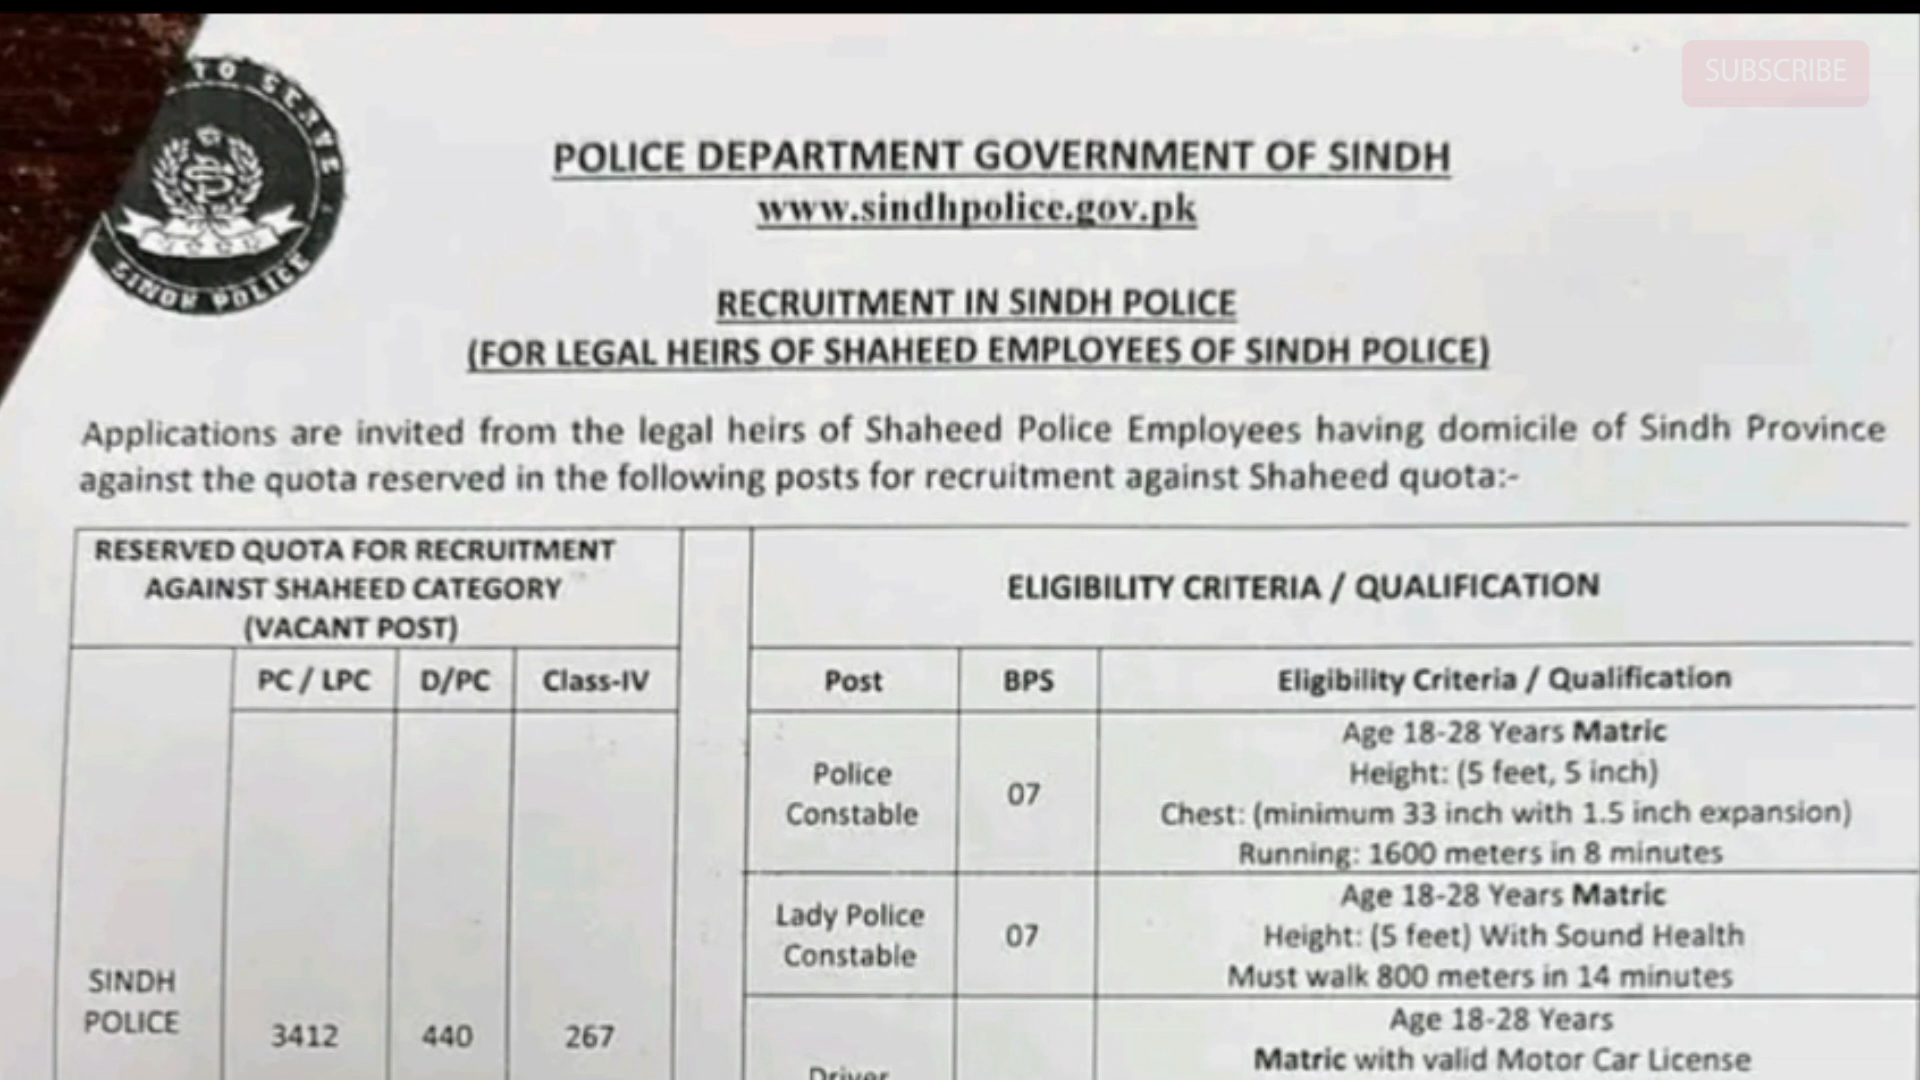 SUBSCRIBE
TO SERVE
SINDH POLICE
POLICE DEPARTMENT GOVERNMENT OF SINDH
www.sindhpolice.gov.pk
RECRUITMENT IN SINDH POLICE
(FOR LEGAL HEIRS OF SHAHEED EMPLOYEES OF SINDH POLICE)
Applications are invited from the legal heirs of Shaheed Police Employees having domicile of Sindh Province
against the quota reserved in the following posts for recruitment against Shaheed quota:-
RESERVED QUOTA FOR RECRUITMENT
AGAINST SHAHEED CATEGORY
(VACANT POST)
PC / LPC D/PC Class-IV
SINDH
POLICE
3412 440 267
ELIGIBILITY CRITERIA / QUALIFICATION
Post BPS Eligibility Criteria / Qualification
Police
Constable
07
Age 18-28 Years Matric
Height: (5 feet, 5 inch)
Chest: (minimum 33 inch with 1.5 inch expansion)
Running: 1600 meters in 8 minutes
Lady Police
Constable
07
Age 18-28 Years Matric
Height: (5 feet) With Sound Health
Must walk 800 meters in 14 minutes
Driver
Age 18-28 Years
Matric with valid Motor Car License